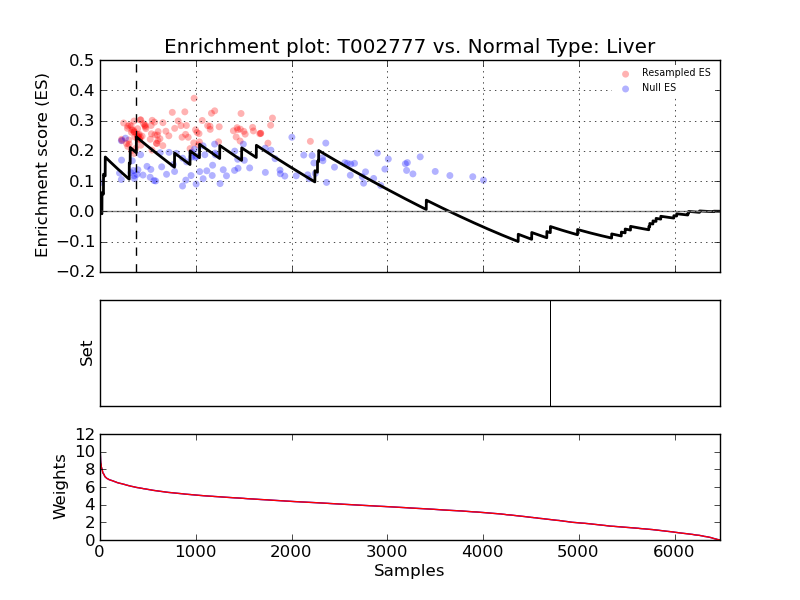 Enrichment plot: T002777 vs. Normal Type: Liver
Enrichment score (ES)
0.5
0.4
0.3
0.2
0.1
0.0
−0.1
−0.2
Resampled ES
Null ES
Set
Weights
12
10
8
6
4
2
0
0 1000 2000 3000 4000 5000 6000
Samples